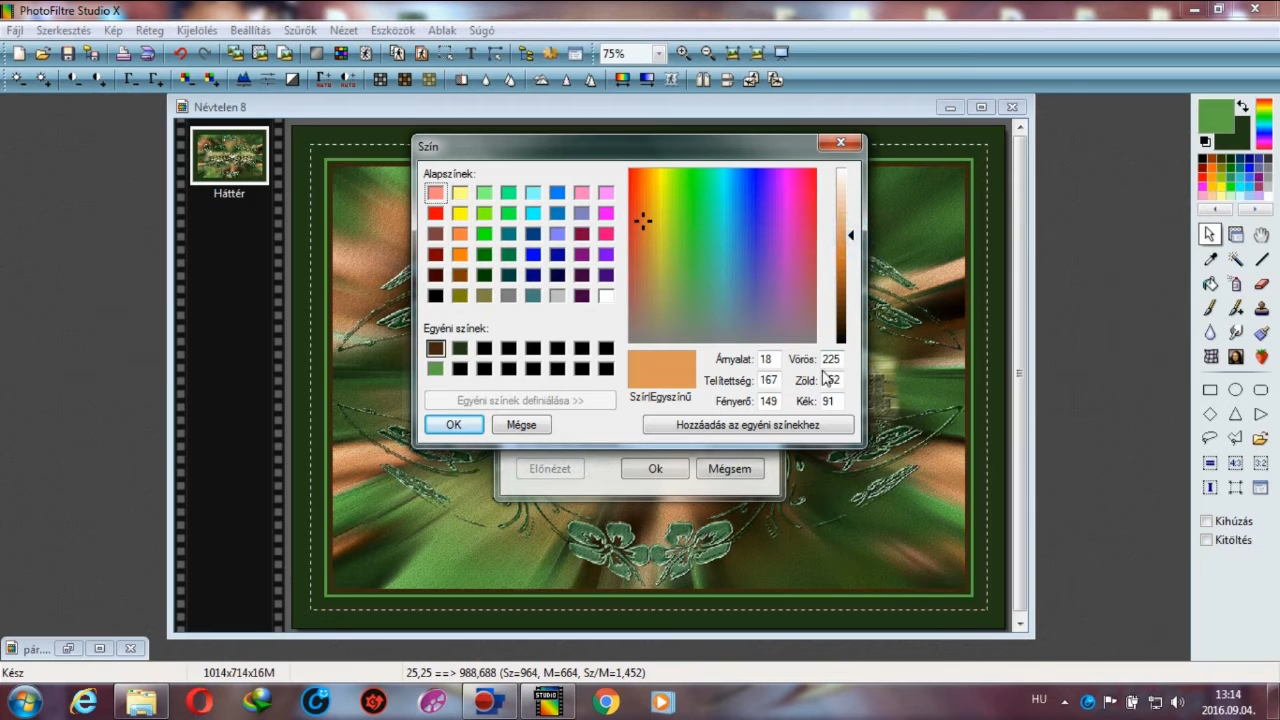 PhotoFiltre Studio X
Fájl Szerkesztés Kép Réteg Kijelölés Beállítás Szűrők Nézet Eszközök Ablak Súgó
75%
Névtelen 8
Háttér
Szín
Alapszínek:
Egyéni színek:
Egyéni színek definiálása >>
OK Mégse
Szín|Egyszínű
Árnyalat: 18 Vörös: 225
Telítettség: 167 Zöld:
Fényerő: 149 Kék: 91
Hozzáadás az egyéni színekhez
Előnézet Ok Mégsem
Kihúzás
Kitöltés
pár....
Kész 1014x714x16M 25,25 ==> 988,688 (Sz=964, M=664, Sz/M=1,452)
STUDIO
HU
13:14
2016.09.04.